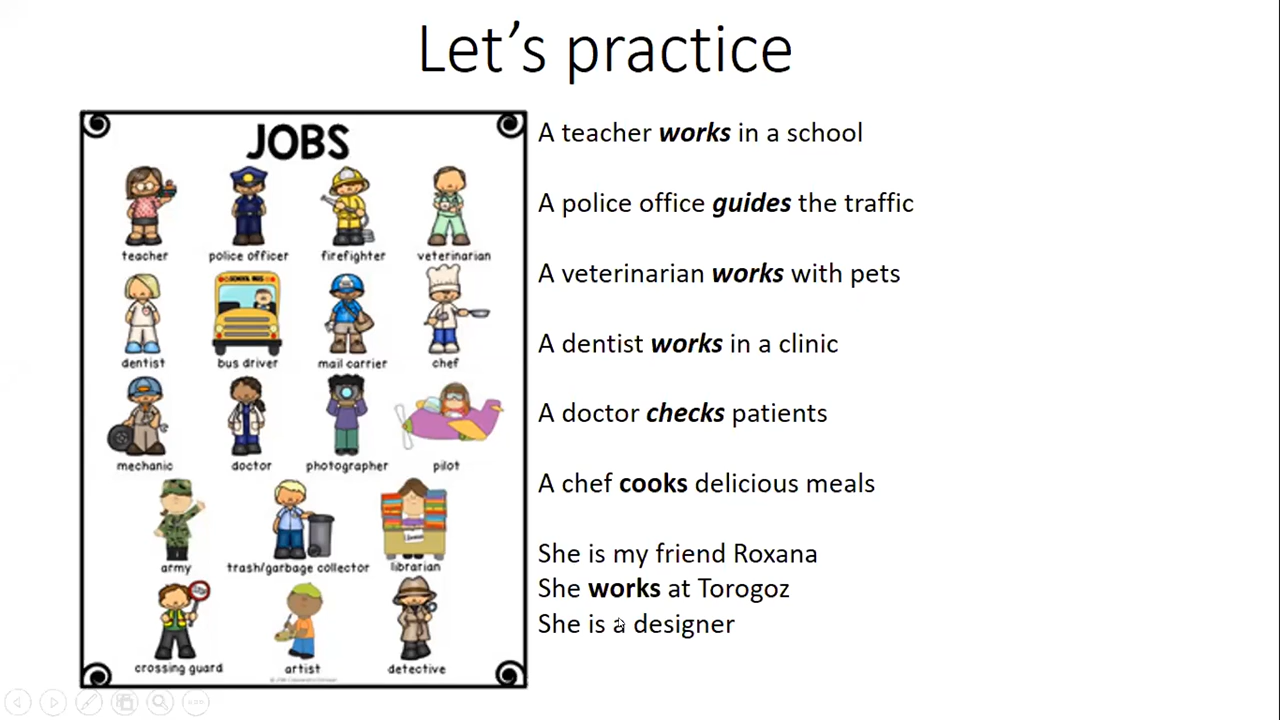 Let's practice
JOBS
teacher police officer firefighter veterinarian
SCHOOL BUS
dentist bus driver mail carrier chef
mechanic doctor photographer pilot
army trash/garbage collector librarian
crossing guard artist detective
A teacher works in a school
A police office guides the traffic
A veterinarian works with pets
A dentist works in a clinic
A doctor checks patients
A chef cooks delicious meals
She is my friend Roxana
She works at Torogoz
She is a designer